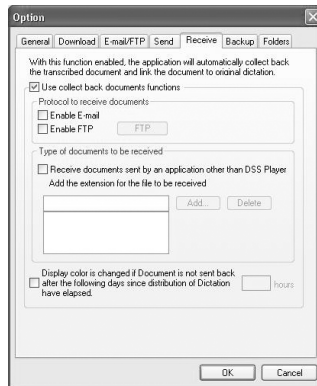 Option
General Download E-mail/FTP Send Receive Backup Folders
With this function enabled, the application will automatically collect back
the transcribed document and link the document to original dictation.
Use collect back documents functions
Protocol to receive documents
Enable E-mail
Enable FTP FTP
Type of documents to be received
Receive documents sent by an application other than DSS Player
Add the extension for the file to be received
Add... Delete
Display color is changed if Document is not sent back
after the following days since distribution of Dictation
have elapsed.
hours
OK Cancel